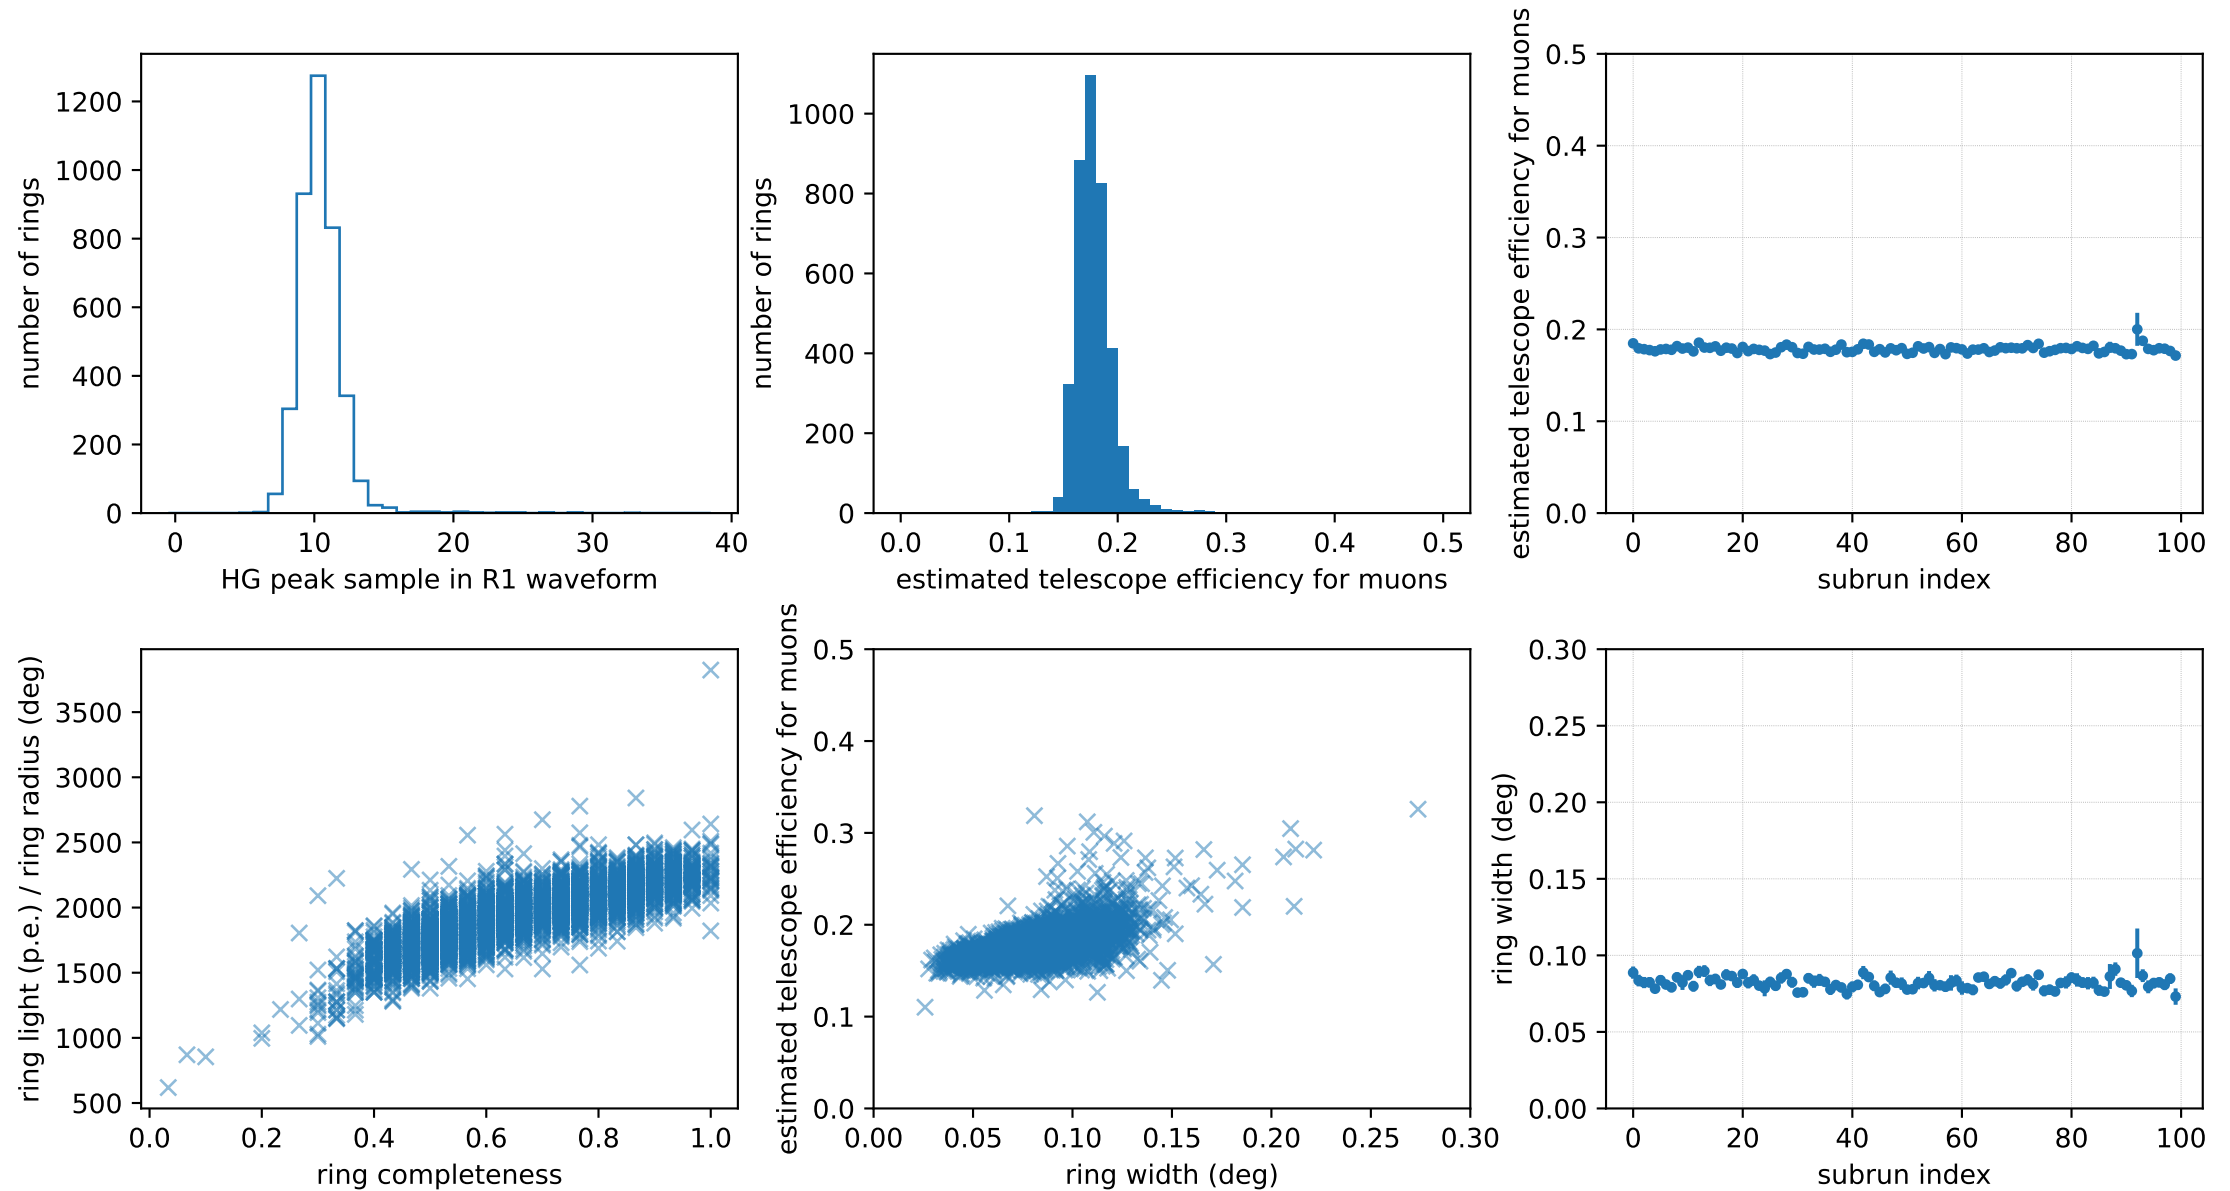 number of rings
1200
1000
800
600
400
200
0
0 10 20 30 40
HG peak sample in R1 waveform
number of rings
1000
800
600
400
200
0
0.0 0.1 0.2 0.3 0.4 0.5
estimated telescope efficiency for muons
estimated telescope efficiency for muons
0.5
0.4
0.3
0.2
0.1
0.0
0 20 40 60 80 100
subrun index
ring light (p.e.) / ring radius (deg)
3500
3000
2500
2000
1500
1000
500
0.0 0.2 0.4 0.6 0.8 1.0
ring completeness
estimated telescope efficiency for muons
0.5
0.4
0.3
0.2
0.1
0.0
0.00 0.05 0.10 0.15 0.20 0.25 0.30
ring width (deg)
ring width (deg)
0.30
0.25
0.20
0.15
0.10
0.05
0.00
0 20 40 60 80 100
subrun index